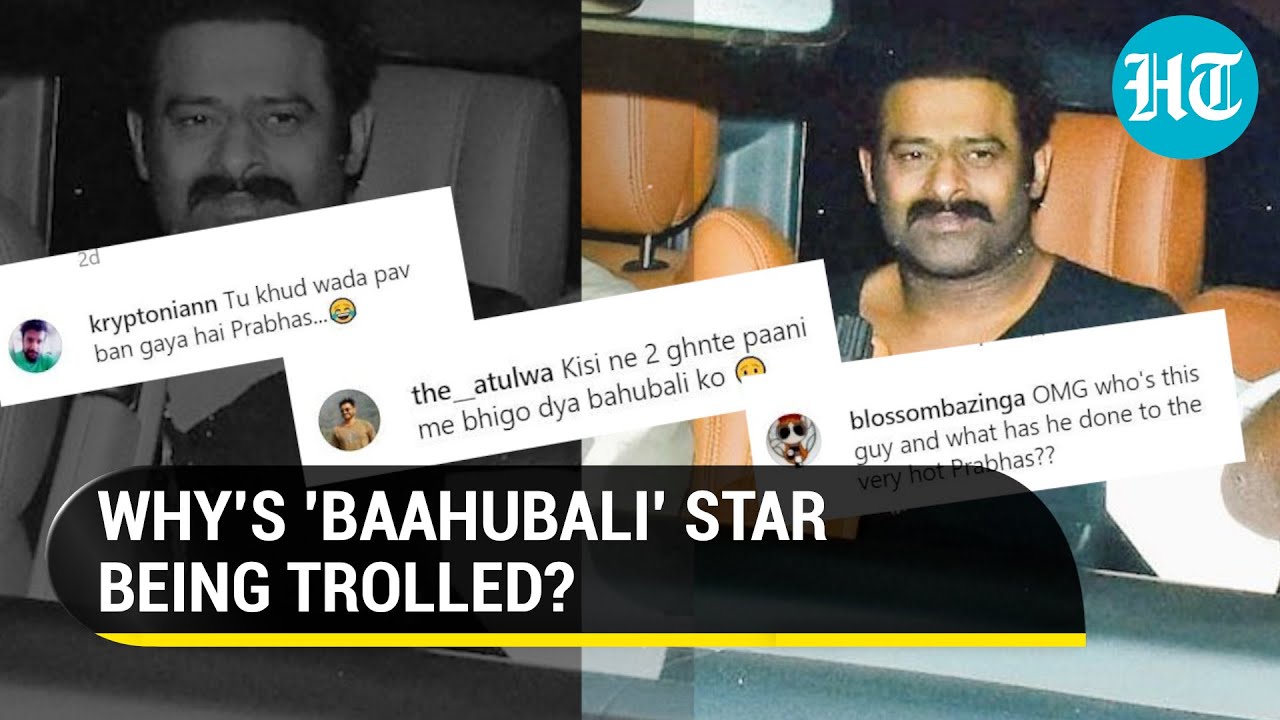 HT
2d
kryptoniann Tu khud wada pav
ban gaya hai Prabhas...😂
the__atulwa Kisi ne 2 ghnte paani
me bhigo dya bahubali ko
blossombazinga OMG who's this
guy and what has he done to the
very hot Prabhas??
WHY'S 'BAAHUBALI' STAR
BEING TROLLED?